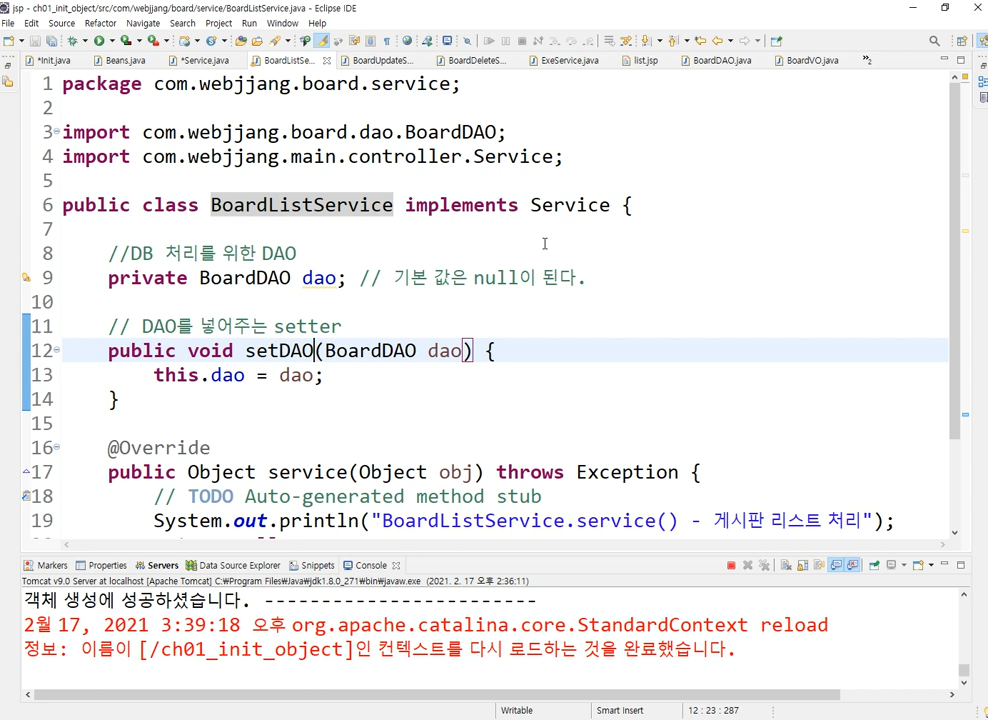 jsp - ch01_init_object/src/com/webjjang/board/service/BoardListService.java - Eclipse IDE
File Edit Source Refactor Navigate Search Project Run Window Help
*Init.java Beans.java *Service.java BoardListSe... BoardUpdateS... BoardDeleteS... ExeService.java list.jsp BoardDAO.java BoardVO.java »2
1 package com.webjjang.board.service;
2
3 import com.webjjang.board.dao.BoardDAO;
4 import com.webjjang.main.controller.Service;
5
6 public class BoardListService implements Service {
7
8 //DB 처리를 위한 DAO
9 private BoardDAO dao; // 기본 값은 null이 된다.
10
11 // DAO를 넣어주는 setter
12 public void setDAO(BoardDAO dao) {
13 this.dao = dao;
14 }
15
16 @Override
17 public Object service(Object obj) throws Exception {
18 // TODO Auto-generated method stub
19 System.out.println("BoardListService.service() - 게시판 리스트 처리");
Markers Properties Servers Data Source Explorer Snippets Console
Tomcat v9.0 Server at localhost [Apache Tomcat] C:₩Program Files₩Java₩jdk1.8.0_271₩bin₩javaw.exe (2021. 2. 17 오후 2:36:11)
객체 생성에 성공하셨습니다. ------------------------
2월 17, 2021 3:39:18 오후 org.apache.catalina.core.StandardContext reload
정보: 이름이 [/ch01_init_object]인 컨텍스트를 다시 로드하는 것을 완료했습니다.
Writable Smart Insert 12 : 23 : 287